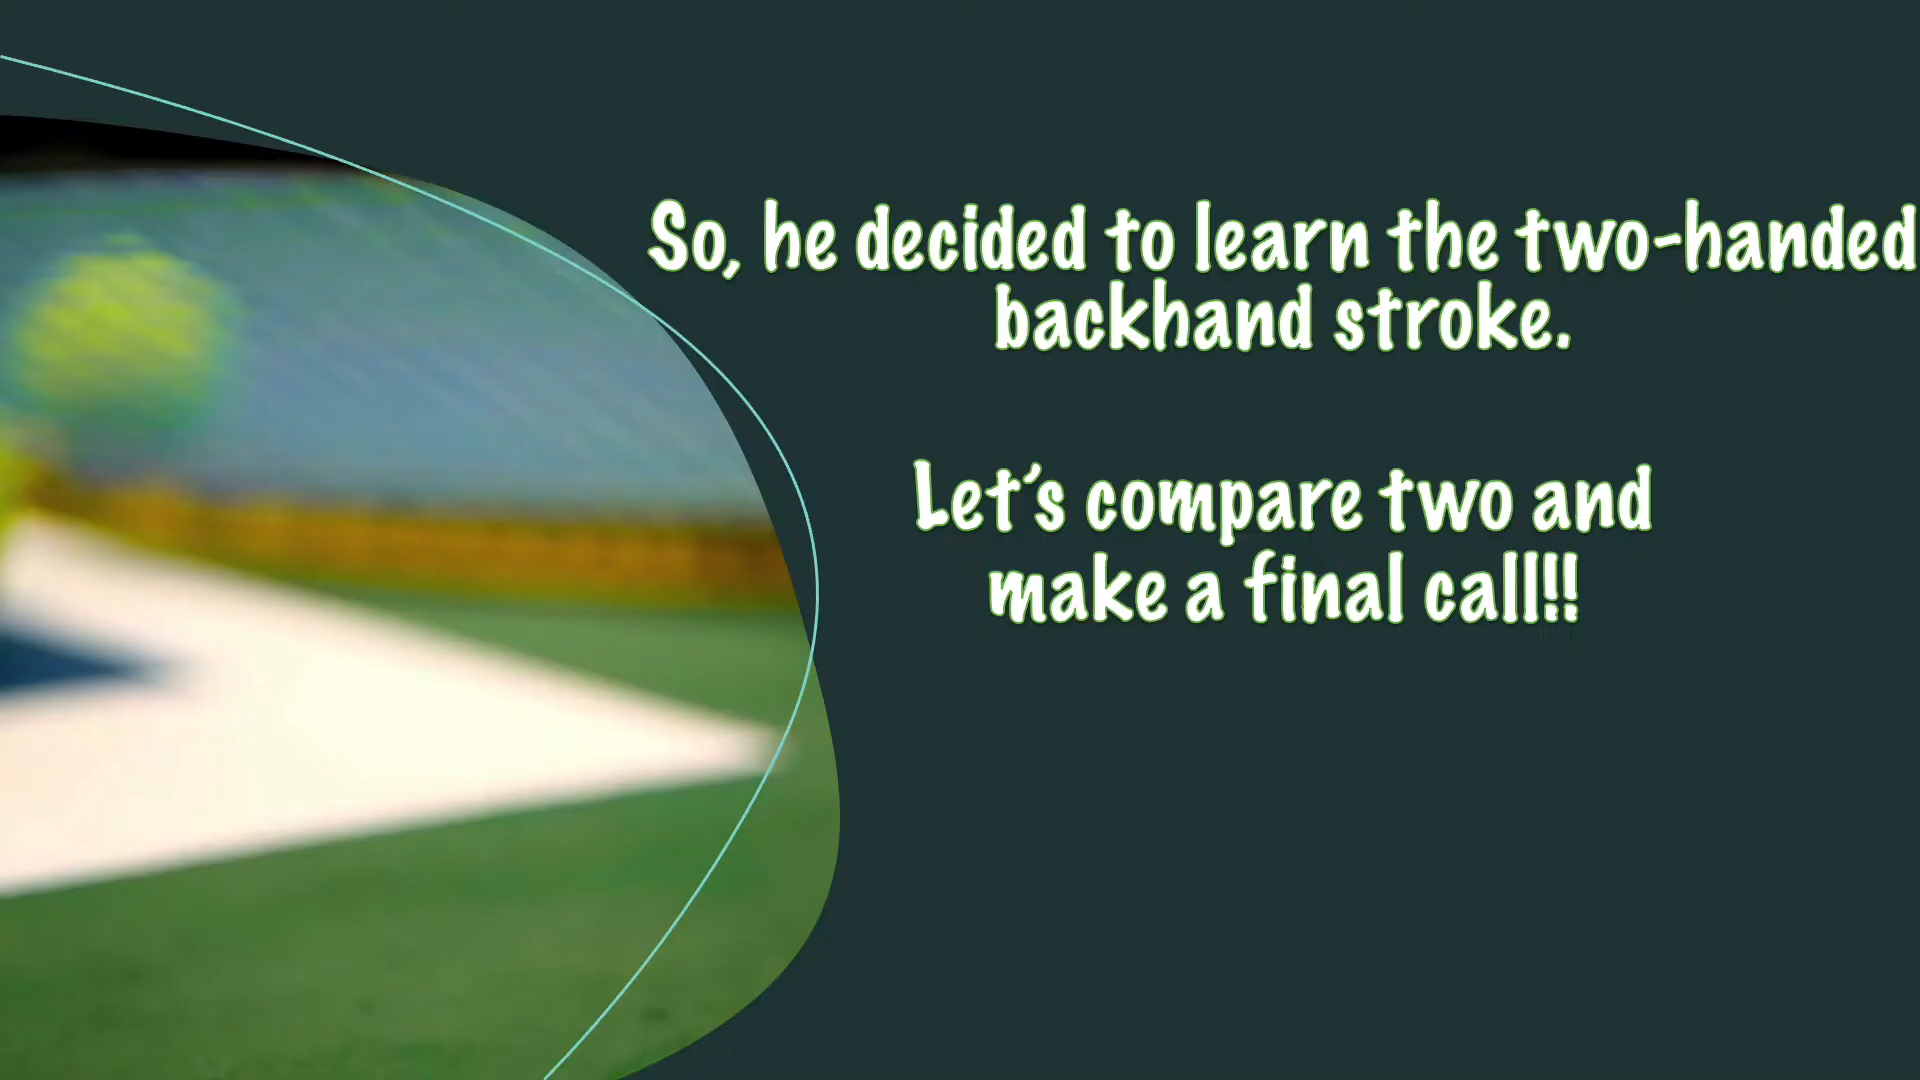 So, he decided to learn the two-handed
backhand stroke.
Let's compare two and
make a final call!!!